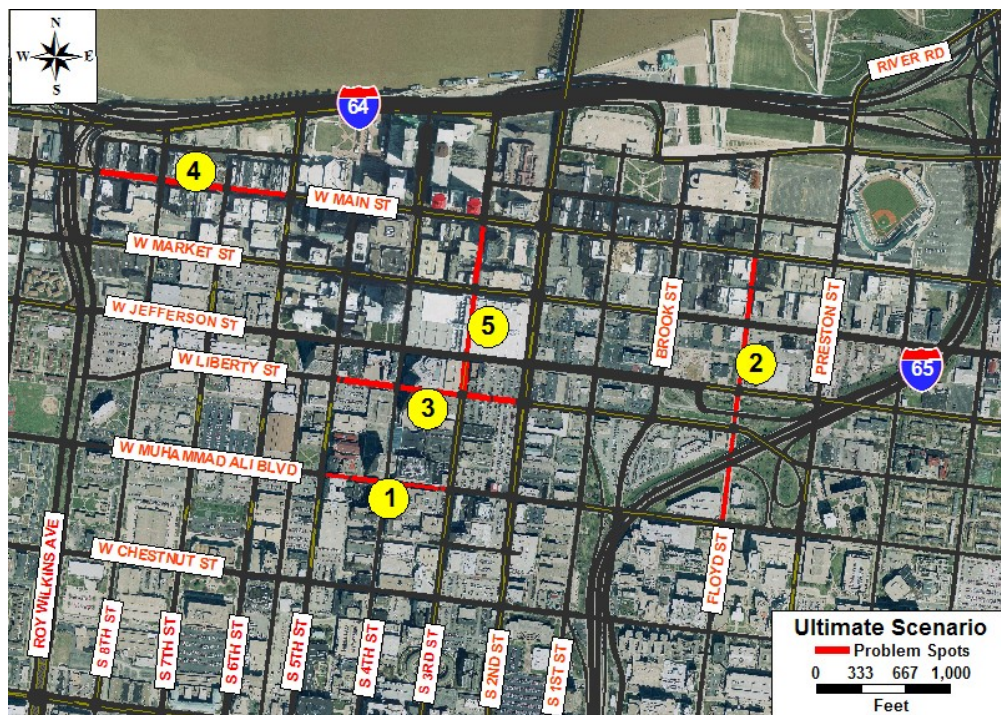 N
W E
S
RIVER RD
64
4
W MAIN ST
W MARKET ST
W JEFFERSON ST
5
BROOK ST
PRESTON ST
2
W LIBERTY ST
65
3
W MUHAMMAD ALI BLVD
1
W CHESTNUT ST
FLOYD ST
ROY WILKINS AVE
S 8TH ST
S 7TH ST
S 6TH ST
S 5TH ST
S 4TH ST
S 3RD ST
S 2ND ST
S 1ST ST
Ultimate Scenario
Problem Spots
0 333 667 1,000
Feet